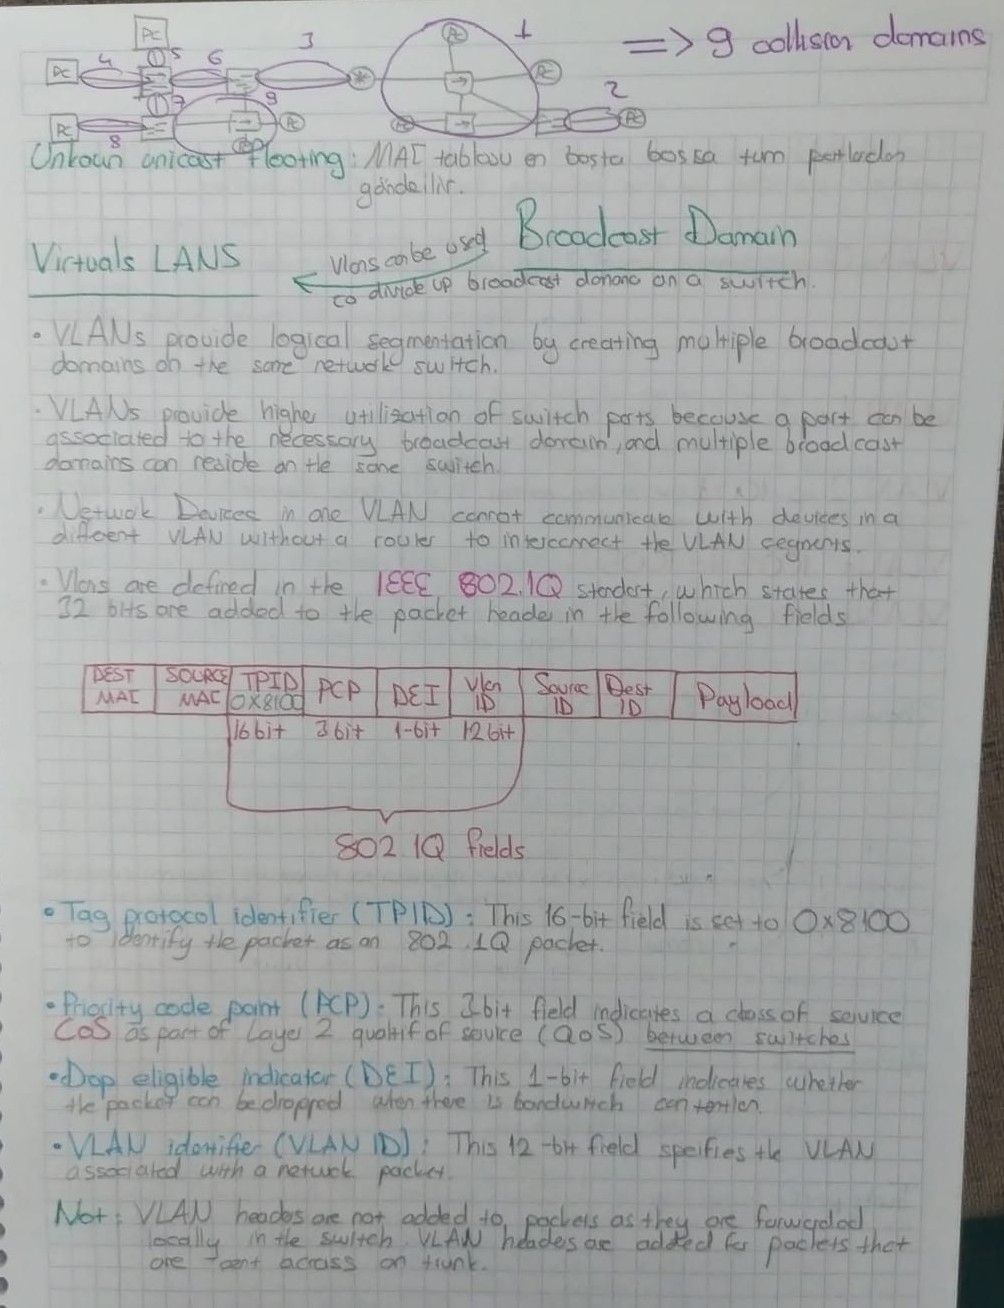 PC 1 => 9 collision domains
PC 4 5 6 3 PC 2
PC 8 7 9 PC PC PC
Unkoun unicast flooting: MAC tablosu en bosta bossa tum portlardan
gönderilir.
Broadcast Domain
Virtuals LANS
Vlans can be used
to divide up broadcast domano on a switch.
• VLANs provide logical segmentation by creating multiple broadcast
domains on the same network switch.
• VLANs provide higher utilization of switch ports because a port can be
associated to the necessary broadcast domain, and multiple broadcast
domains can reside on the same switch.
• Netwok Devices in one VLAN cannot communicate with devices in a
different VLAN without a router to interconnect the VLAN segments.
• Vlans are defined in the IEEE 802.1Q standart, which states that
32 bits are added to the packet header in the following fields
DEST MAC SOURCE MAC TPID 0X8100 PCP DEI Vlan ID Source ID Dest ID Payload
16 bit 3 bit 1-bit 12 bit
802.1Q fields
• Tag protocol identifier (TPID): This 16-bit field is set to 0x8100
to identify the packet as an 802.1Q packet.
• Priority code point (PCP): This 3-bit field indicates a class of service
CoS as part of Layer 2 of service (QoS) between switches
• Drop eligible indicator (DEI): This 1-bit field indicates whether
the packet can be dropped when there is bandwitch contention.
• VLAN identifier (VLAN ID): This 12-bit field specifies the VLAN
associated with a network packet.
Not: VLAN headers are not added to packets as they are forwarded
locally in the switch. VLAN headers are added for packets that
are sent across on trunk.